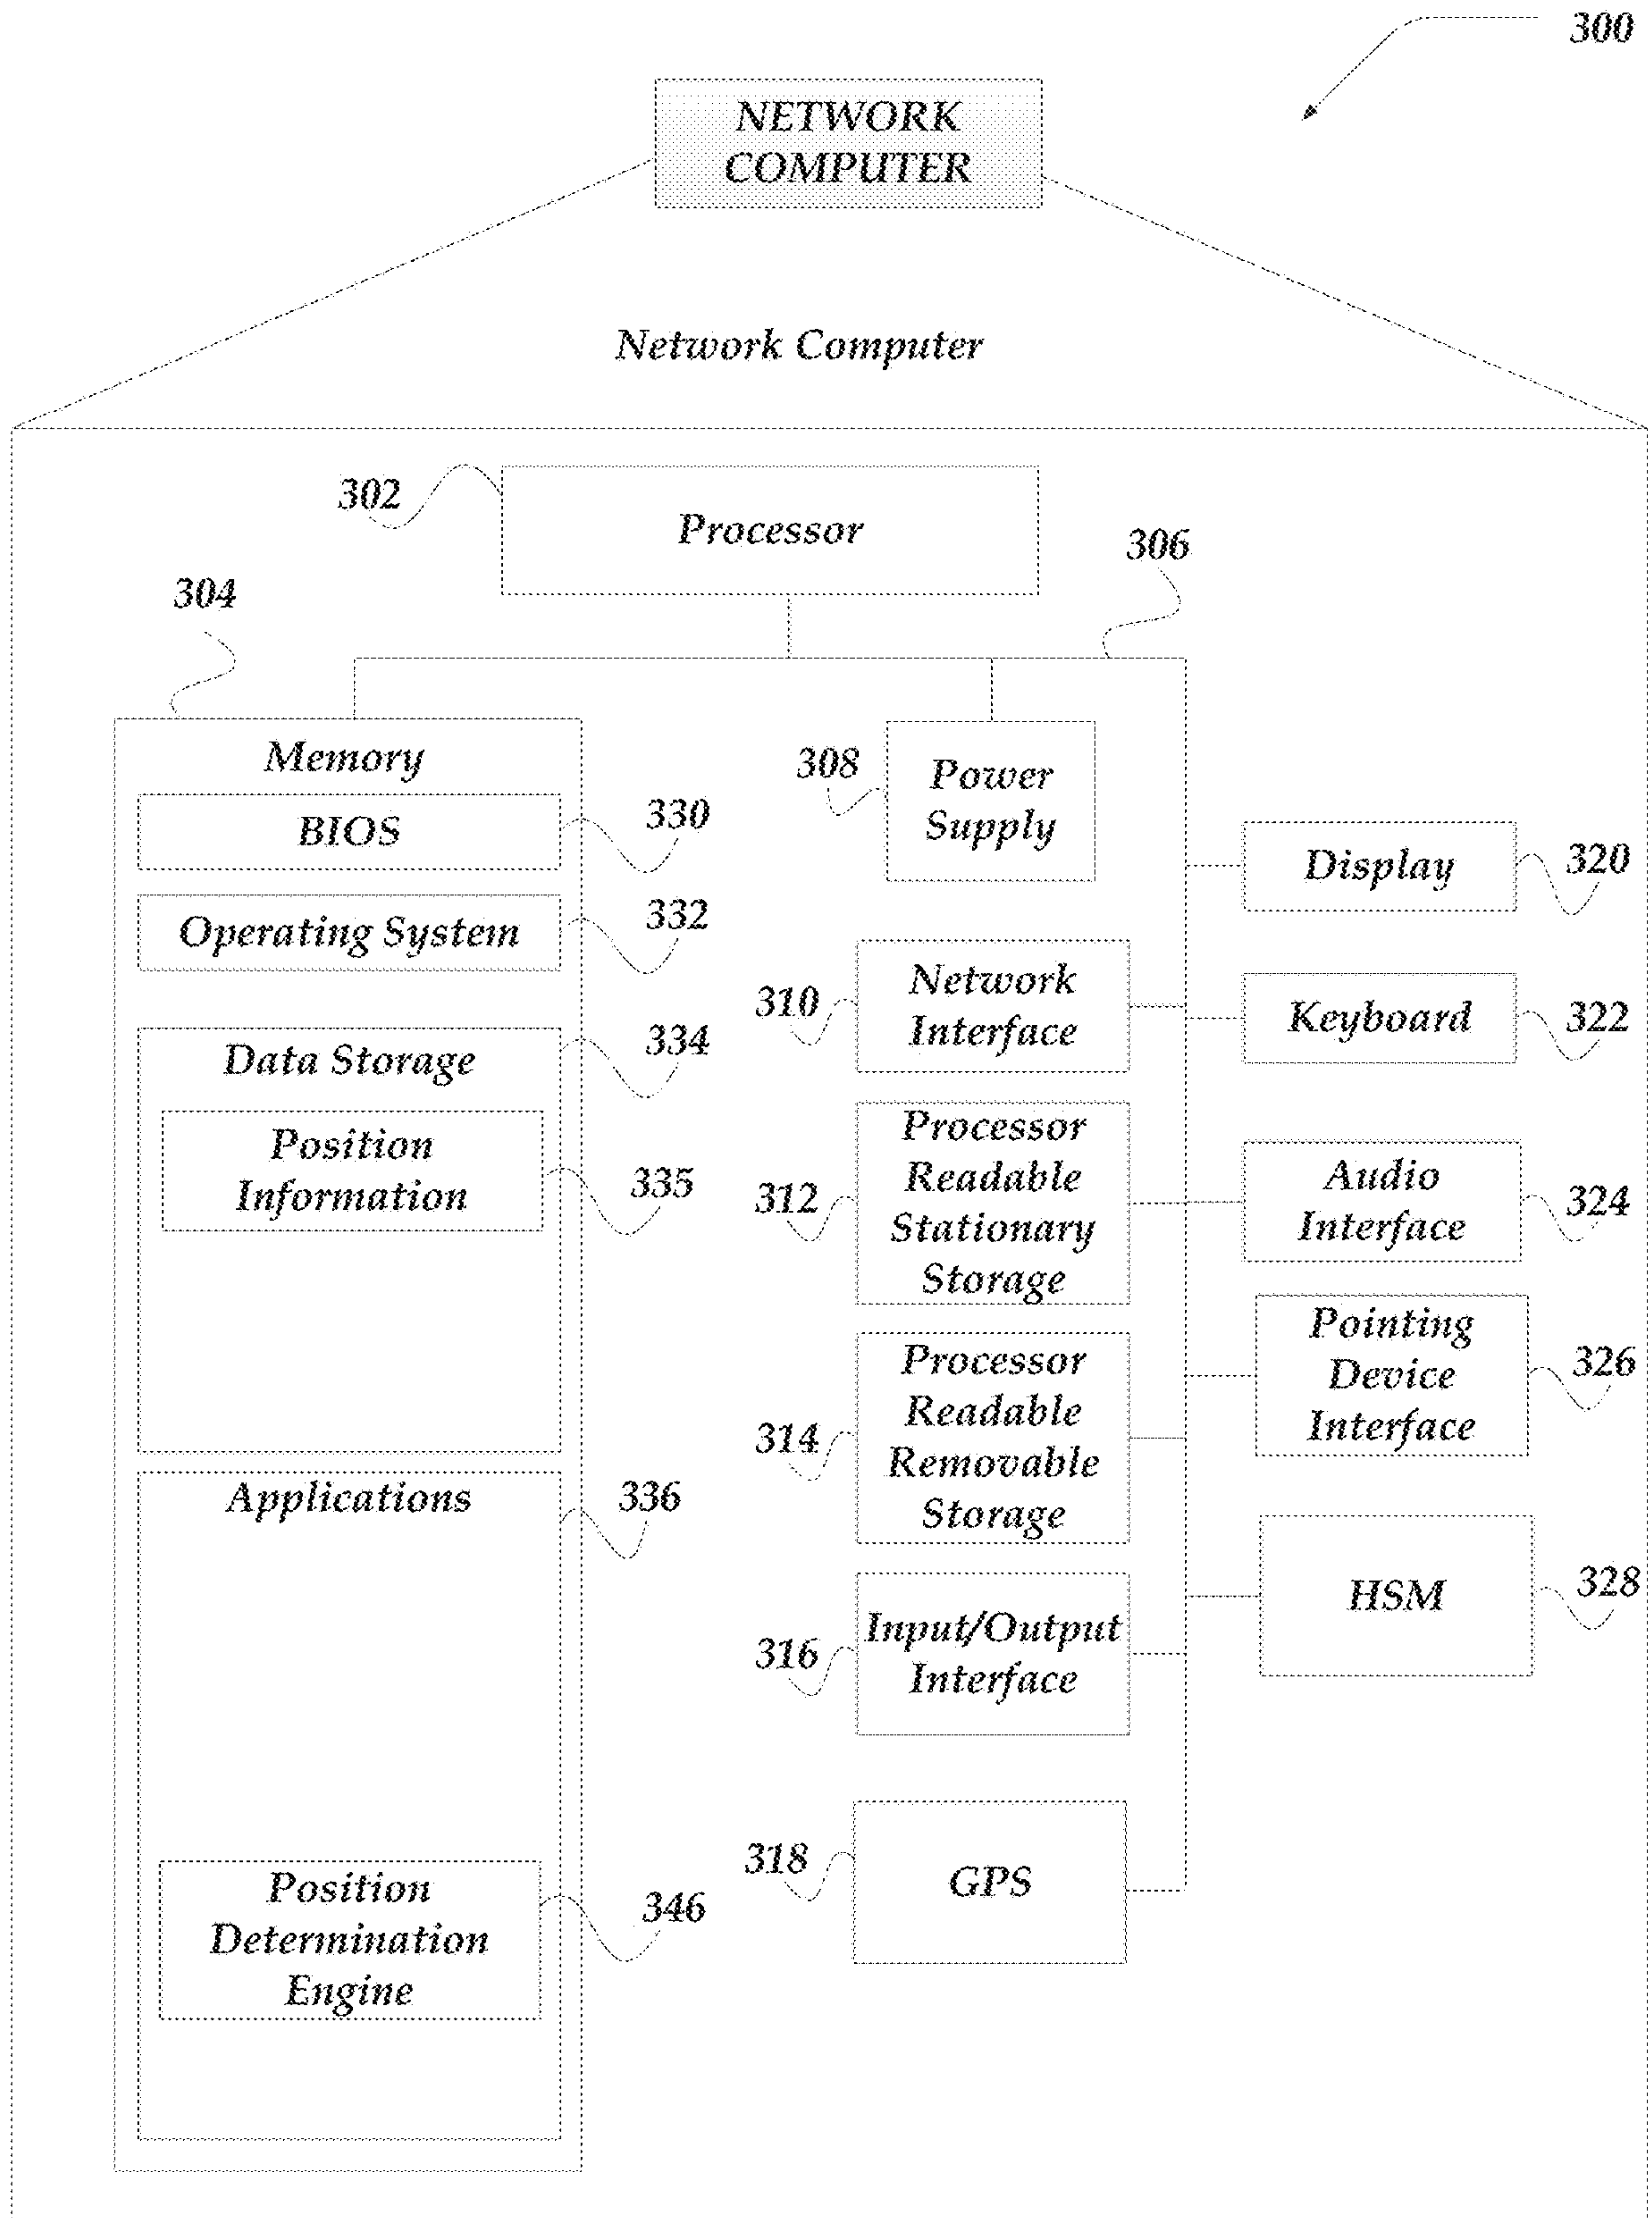 300
NETWORK
COMPUTER
Network Computer
302
Processor
306
304
Memory
BIOS
330
Operating System
332
Data Storage
334
Position
Information
335
Applications
336
Position
Determination
Engine
346
308
Power
Supply
310
Network
Interface
312
Processor
Readable
Stationary
Storage
314
Processor
Readable
Removable
Storage
316
Input/Output
Interface
318
GPS
Display
320
Keyboard
322
Audio
Interface
324
Pointing
Device
Interface
326
HSM
328